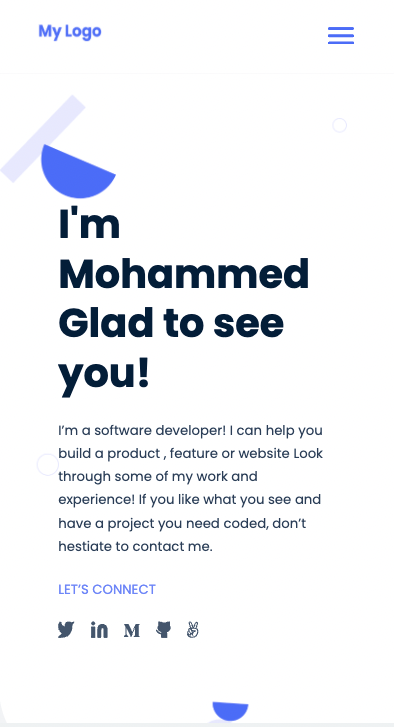 My Logo
I'm
Mohammed
Glad to see
you!
I’m a software developer! I can help you
build a product , feature or website Look
through some of my work and
experience! If you like what you see and
have a project you need coded, don’t
hestiate to contact me.
LET’S CONNECT